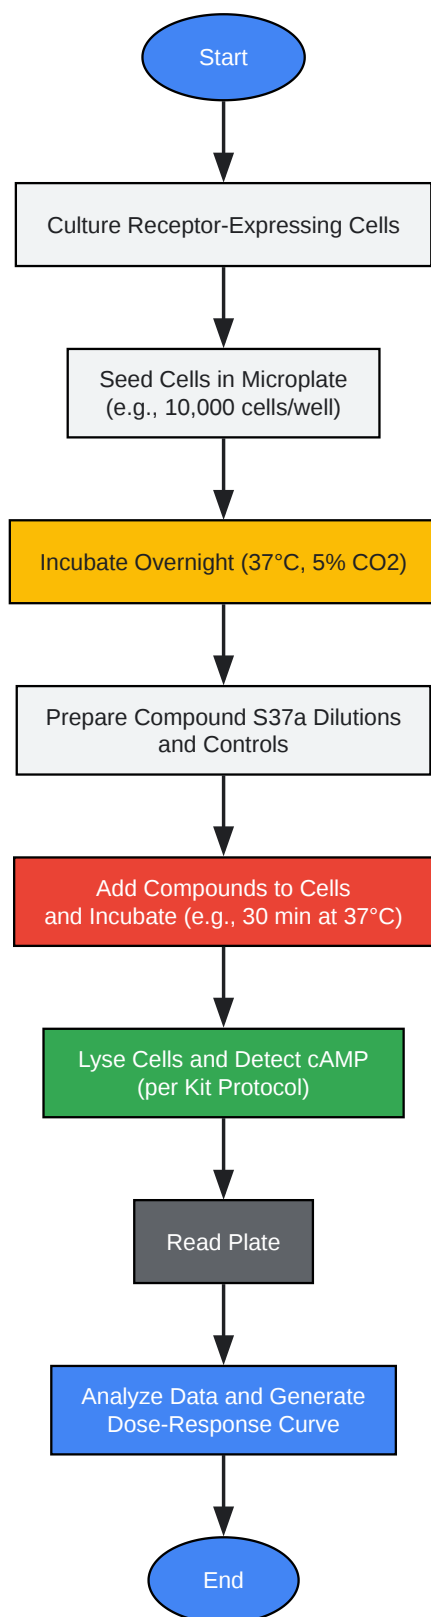 Start
Culture Receptor-Expressing Cells
Seed Cells in Microplate
(e.g., 10,000 cells/well)
Incubate Overnight (37°C, 5% CO2)
Prepare Compound S37a Dilutions
and Controls
Add Compounds to Cells
and Incubate (e.g., 30 min at 37°C)
Lyse Cells and Detect cAMP
(per Kit Protocol)
Read Plate
Analyze Data and Generate
Dose-Response Curve
End